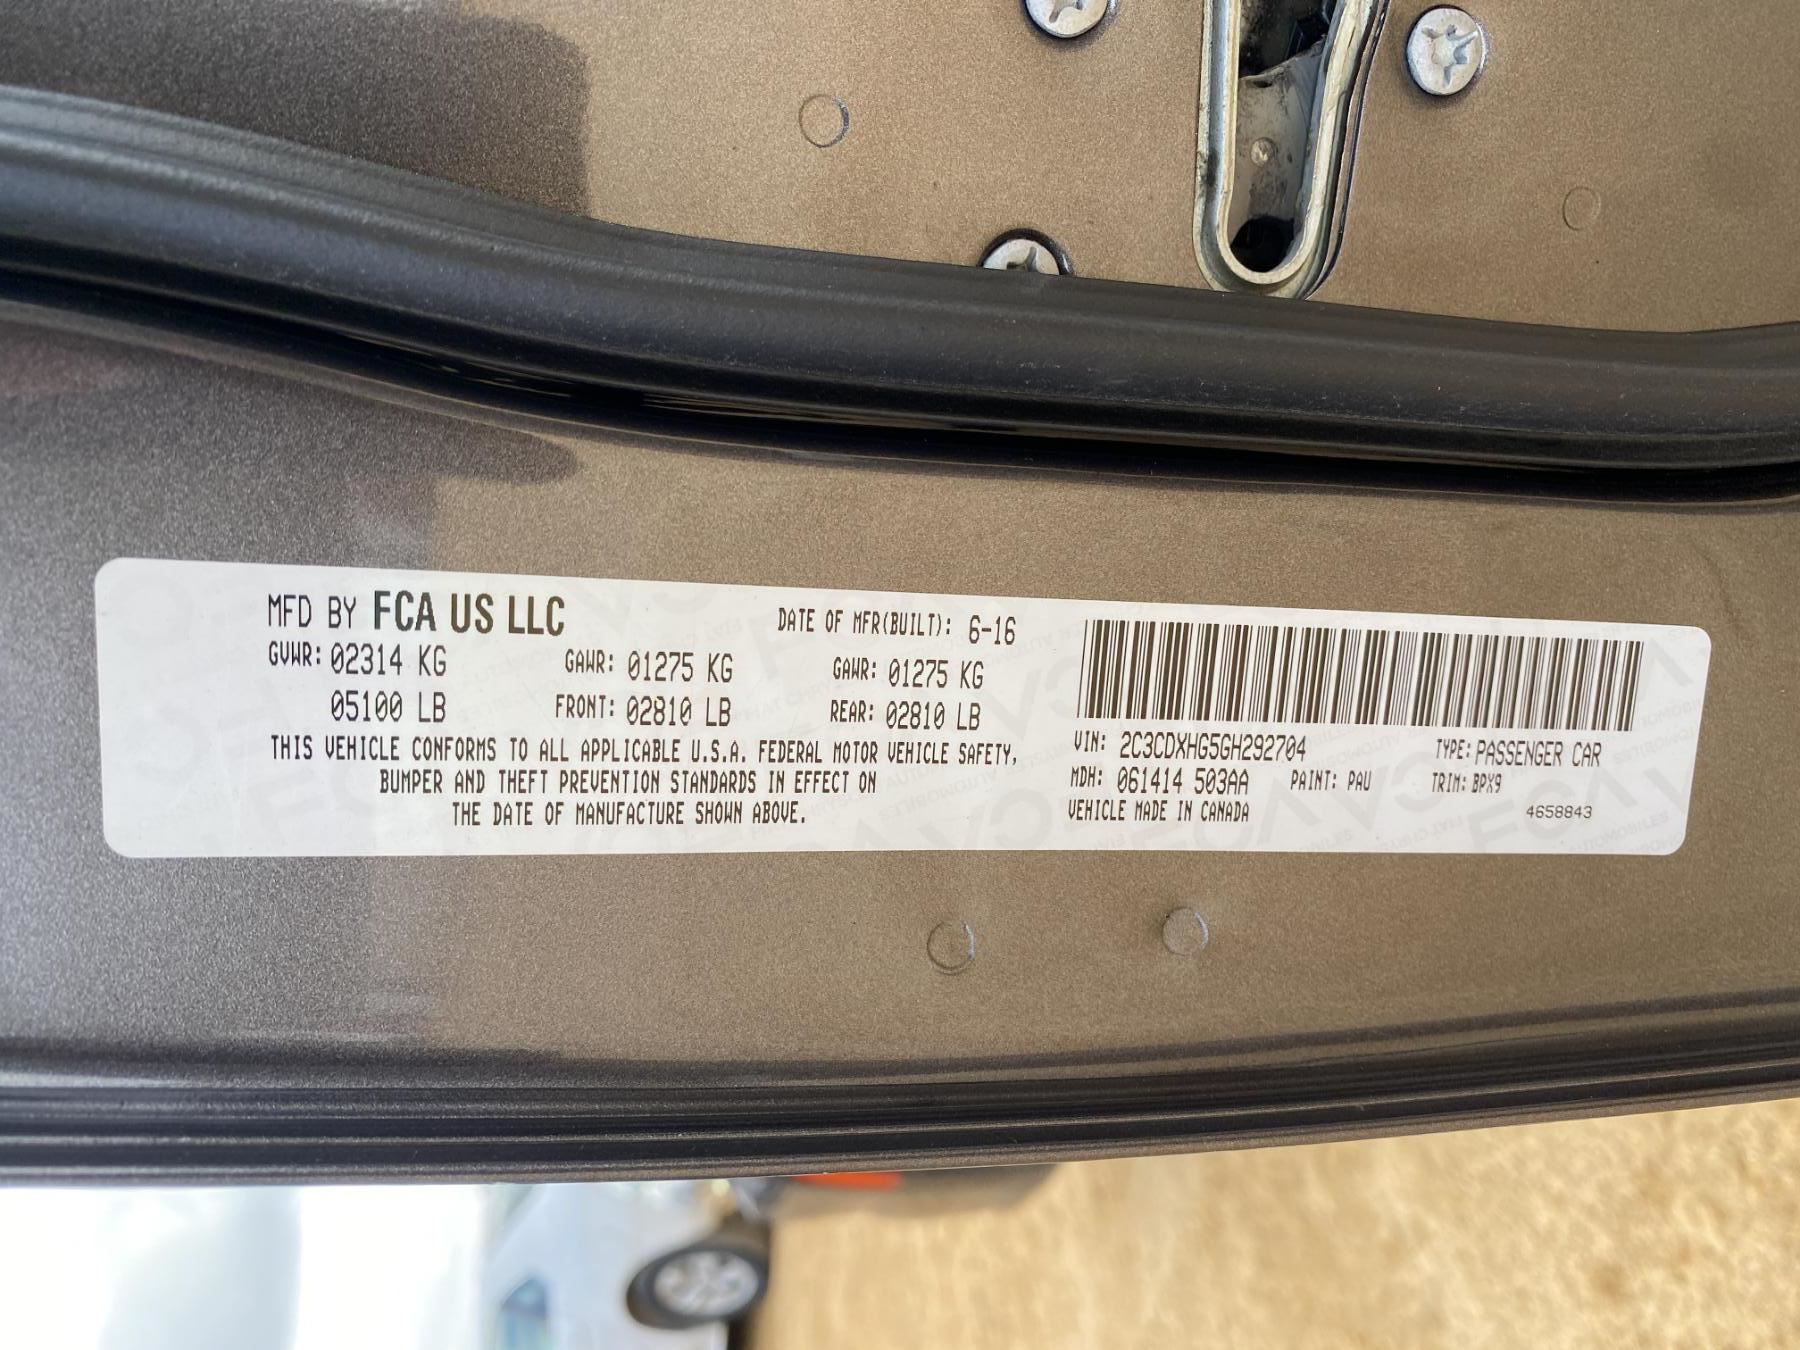 MFD BY FCA US LLC DATE OF MFR(BUILT): 6-16
GVWR: 02314 KG GAWR: 01275 KG GAWR: 01275 KG
05100 LB FRONT: 02810 LB REAR: 02810 LB
THIS VEHICLE CONFORMS TO ALL APPLICABLE U.S.A. FEDERAL MOTOR VEHICLE SAFETY,
BUMPER AND THEFT PREVENTION STANDARDS IN EFFECT ON
THE DATE OF MANUFACTURE SHOWN ABOVE.
VIN: 2C3CDXHG5GH292704 TYPE: PASSENGER CAR
MDH: 061414 503AA PAINT: PAU TRIM: BPX9
VEHICLE MADE IN CANADA 4658843